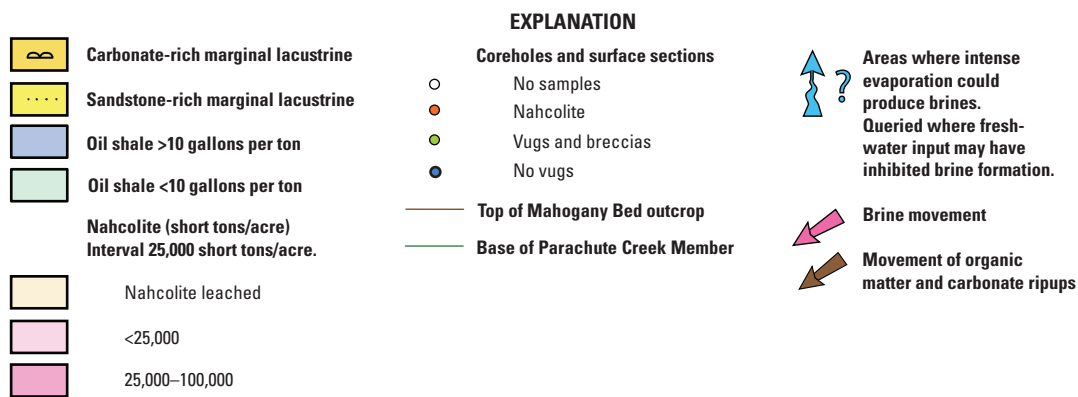 EXPLANATION
Carbonate-rich marginal lacustrine
Sandstone-rich marginal lacustrine
Oil shale >10 gallons per ton
Oil shale <10 gallons per ton
Nahcolite (short tons/acre)
Interval 25,000 short tons/acre.
Nahcolite leached
<25,000
25,000–100,000
Coreholes and surface sections
No samples
Nahcolite
Vugs and breccias
No vugs
Top of Mahogany Bed outcrop
Base of Parachute Creek Member
?
Areas where intense
evaporation could
produce brines.
Queried where fresh-
water input may have
inhibited brine formation.
Brine movement
Movement of organic
matter and carbonate ripups